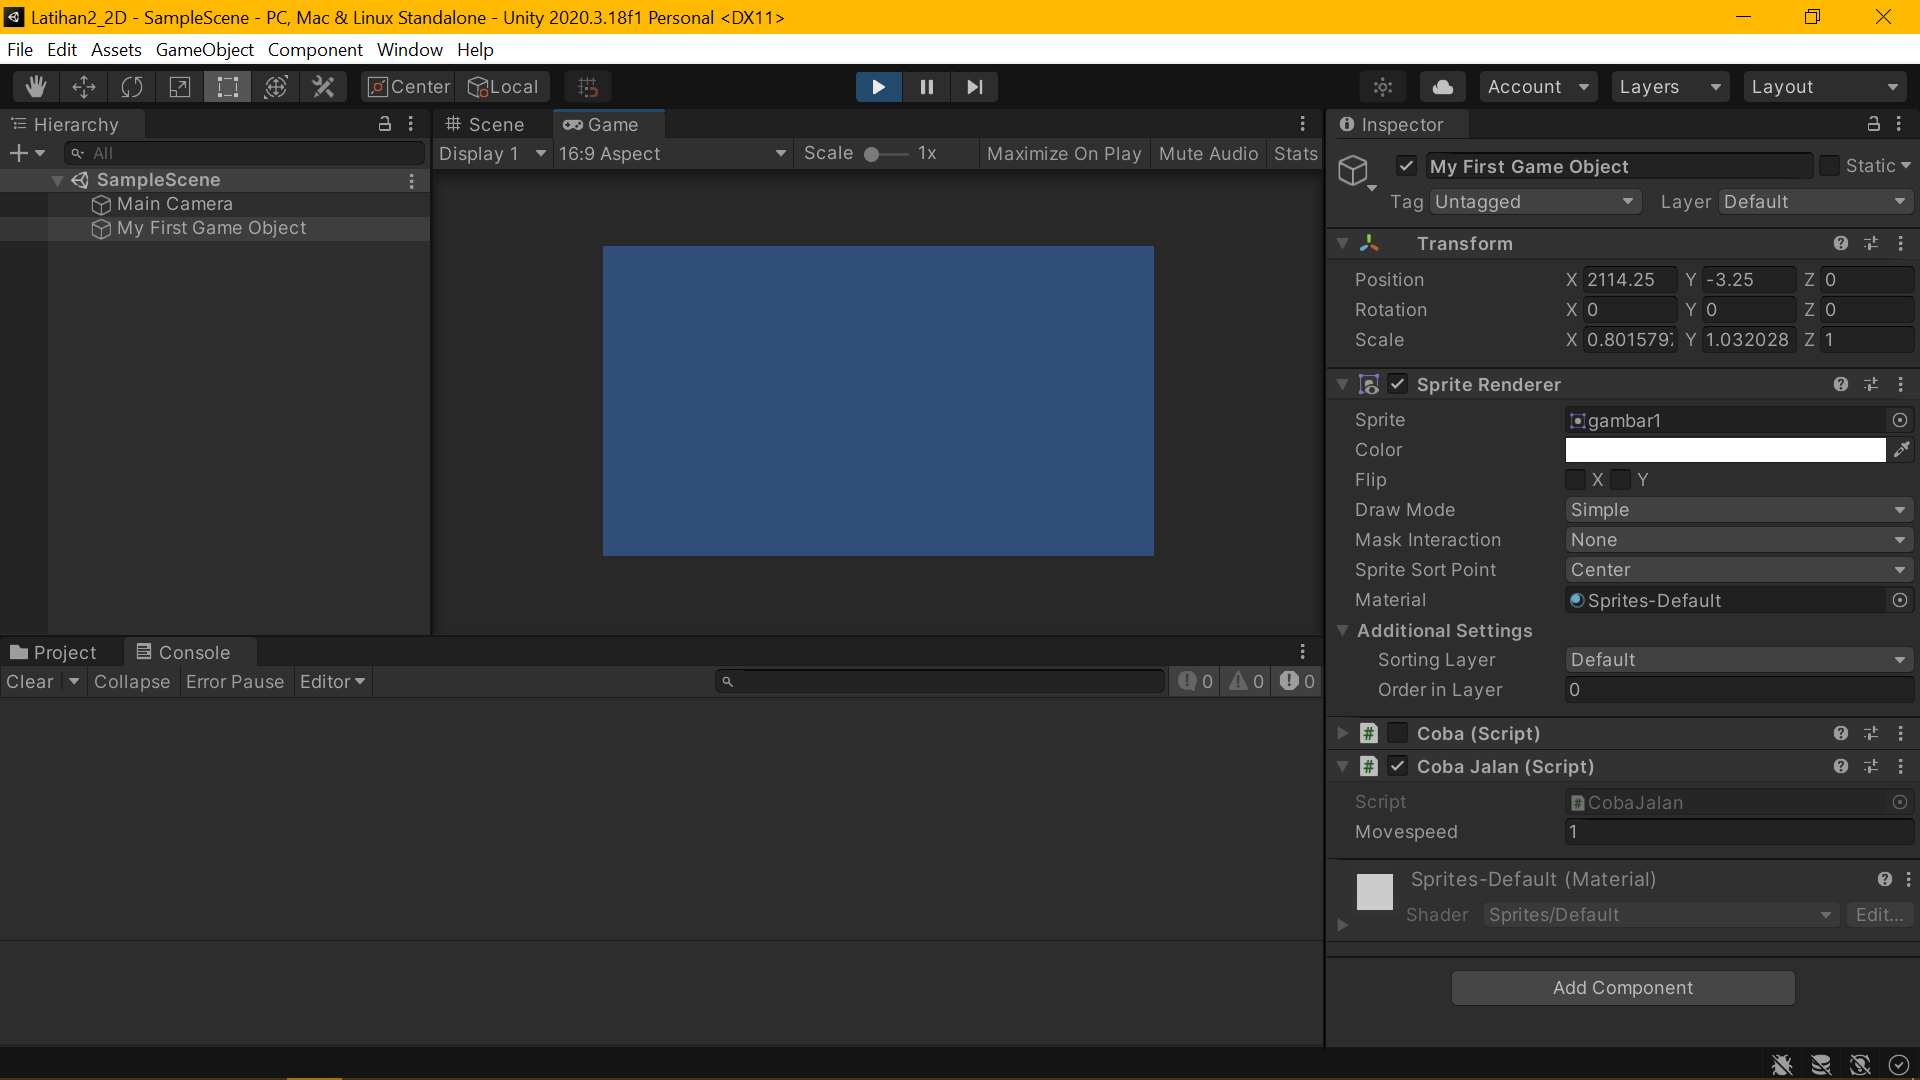 Latihan2_2D - SampleScene - PC, Mac & Linux Standalone - Unity 2020.3.18f1 Personal <DX11>
File Edit Assets GameObject Component Window Help
Center Local Account Layers Layout
Hierarchy
All
SampleScene
Main Camera
My First Game Object
Scene Game
Display 1 16:9 Aspect Scale 1x Maximize On Play Mute Audio Stats
Project Console
Clear Collapse Error Pause Editor 0 0 0
Inspector
My First Game Object Static
Tag Untagged Layer Default
Transform
Position X 2114.25 Y -3.25 Z 0
Rotation X 0 Y 0 Z 0
Scale X 0.801579 Y 1.032028 Z 1
Sprite Renderer
Sprite gambar1
Color
Flip X Y
Draw Mode Simple
Mask Interaction None
Sprite Sort Point Center
Material Sprites-Default
Additional Settings
Sorting Layer Default
Order in Layer 0
# Coba (Script)
# Coba Jalan (Script)
Script # CobaJalan
Movespeed 1
Sprites-Default (Material)
Shader Sprites/Default Edit...
Add Component